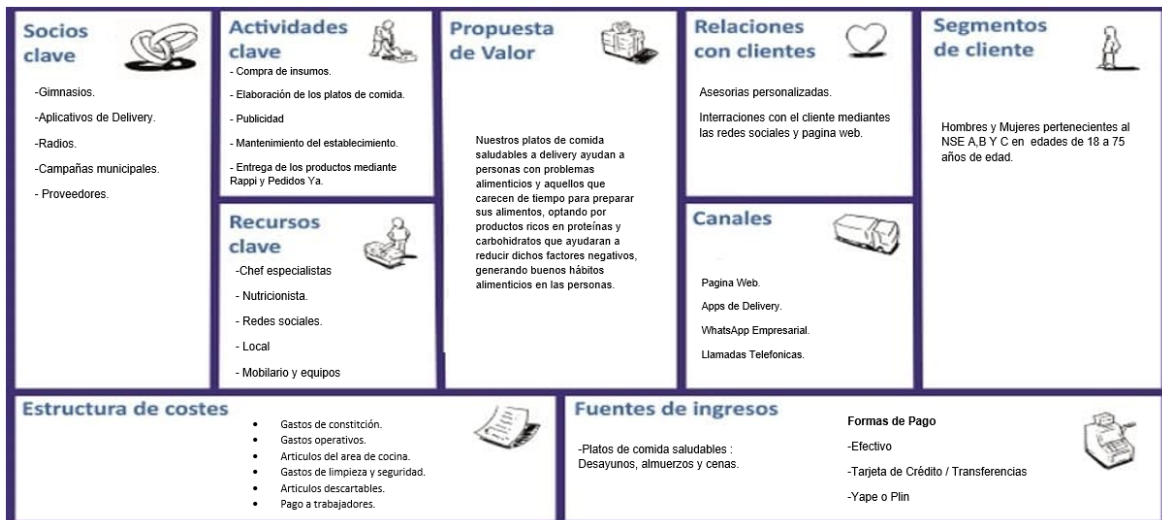 Socios
clave
-Gimnasios.
-Aplicativos de Delivery.
-Radios.
-Campañas municipales.
- Proveedores.
Actividades
clave
- Compra de insumos.
- Elaboración de los platos de comida.
- Publicidad
- Mantenimiento del establecimiento.
- Entrega de los productos mediante
Rappi y Pedidos Ya.
Recursos
clave
-Chef especialistas
- Nutricionista.
- Redes sociales.
- Local
- Mobilario y equipos
Propuesta
de Valor
Nuestros platos de comida
saludables a delivery ayudan a
personas con problemas
alimenticios y aquellos que
carecen de tiempo para preparar
sus alimentos, optando por
productos ricos en proteínas y
carbohidratos que ayudaran a
reducir dichos factores negativos,
generando buenos hábitos
alimenticios en las personas.
Relaciones
con clientes
Asesorias personalizadas.
Interraciones con el cliente mediantes
las redes sociales y pagina web.
Canales
Pagina Web.
Apps de Delivery.
WhatsApp Empresarial.
Llamadas Telefonicas.
Segmentos
de cliente
Hombres y Mujeres pertenecientes al
NSE A,B Y C en edades de 18 a 75
años de edad.
Estructura de costes
• Gastos de constitción.
• Gastos operativos.
• Articulos del area de cocina.
• Gastos de limpieza y seguridad.
• Articulos descartables.
• Pago a trabajadores.
Fuentes de ingresos
-Platos de comida saludables :
Desayunos, almuerzos y cenas.
Formas de Pago
-Efectivo
-Tarjeta de Crédito / Transferencias
-Yape o Plin